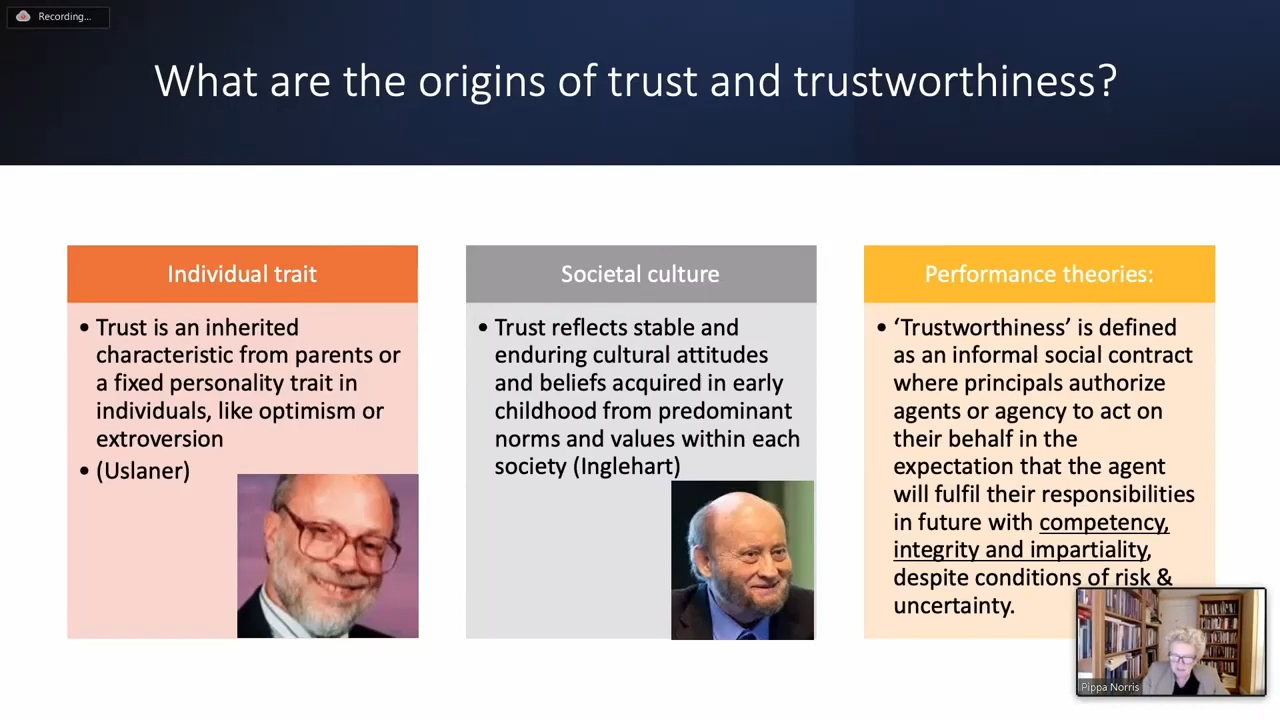 Recording...
What are the origins of trust and trustworthiness?
Individual trait
• Trust is an inherited
characteristic from parents or
a fixed personality trait in
individuals, like optimism or
extroversion
• (Uslaner)
Societal culture
• Trust reflects stable and
enduring cultural attitudes
and beliefs acquired in early
childhood from predominant
norms and values within each
society (Inglehart)
Performance theories:
• ‘Trustworthiness’ is defined
as an informal social contract
where principals authorize
agents or agency to act on
their behalf in the
expectation that the agent
will fulfil their responsibilities
in future with competency,
integrity and impartiality,
despite conditions of risk &
uncertainty.
Pippa Norris